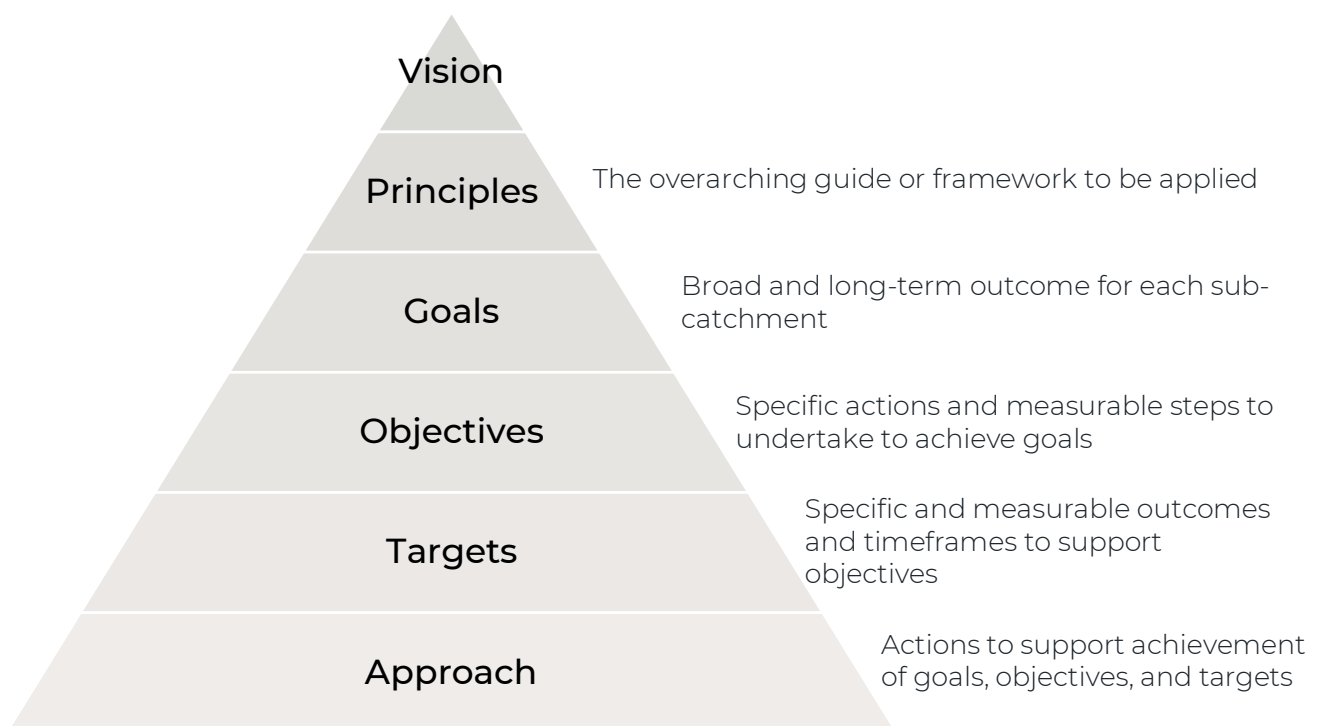 Vision
Principles
The overarching guide or framework to be applied
Goals
Broad and long-term outcome for each sub-
catchment
Objectives
Specific actions and measurable steps to
undertake to achieve goals
Targets
Specific and measurable outcomes
and timeframes to support
objectives
Approach
Actions to support achievement
of goals, objectives, and targets